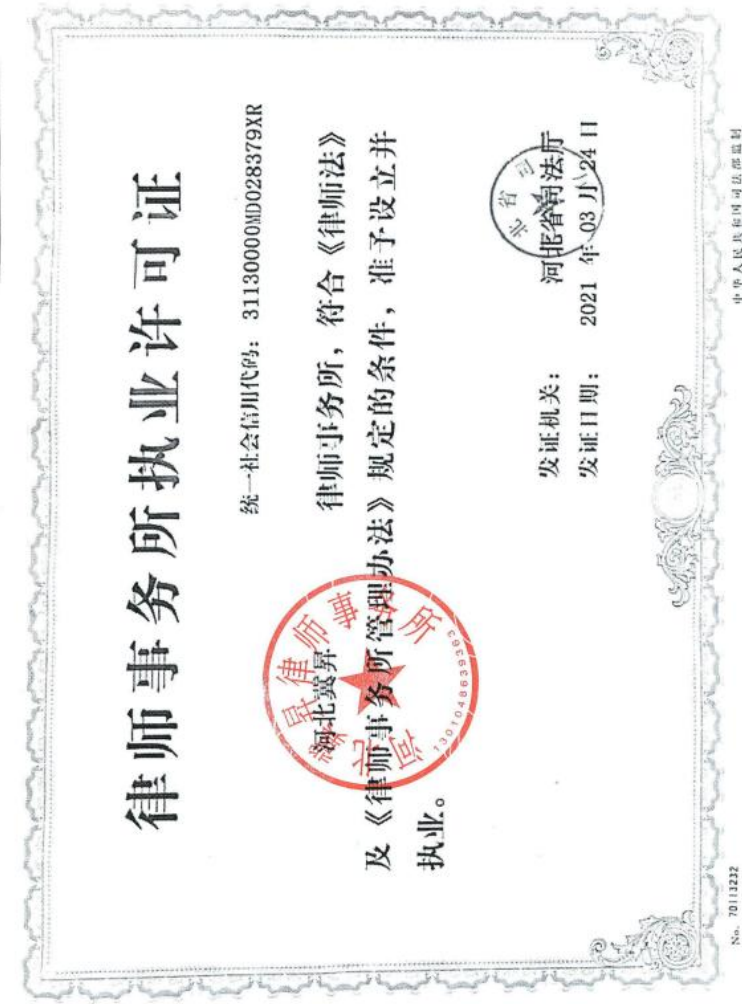 律师事务所执业许可证
统一社会信用代码： 31130000MD028379XR
河北冀昇 律师事务所，符合《律师法》
及《律师事务所管理办法》规定的条件，准予设立并
执业。
河北冀昇律师事务所
1301048639363
发证机关： 河北省司法厅
发证日期： 2021 年 03 月 24 日
北省司
No. 70113232
中华人民共和国司法部监制